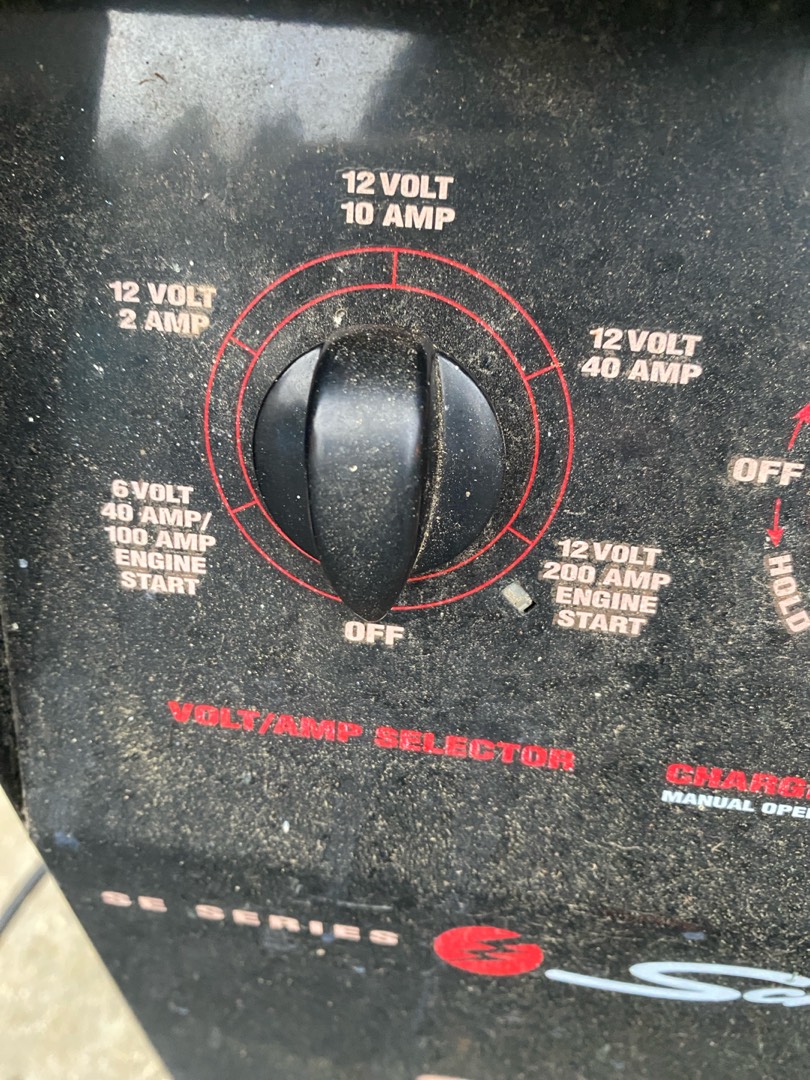 12 VOLT
10 AMP
12 VOLT
2 AMP
12 VOLT
40 AMP
6 VOLT
40 AMP/
100 AMP
ENGINE
START
12 VOLT
200 AMP
ENGINE
START
OFF
OFF
HOLD
VOLT/AMP SELECTOR
MANUAL
SE SERIES